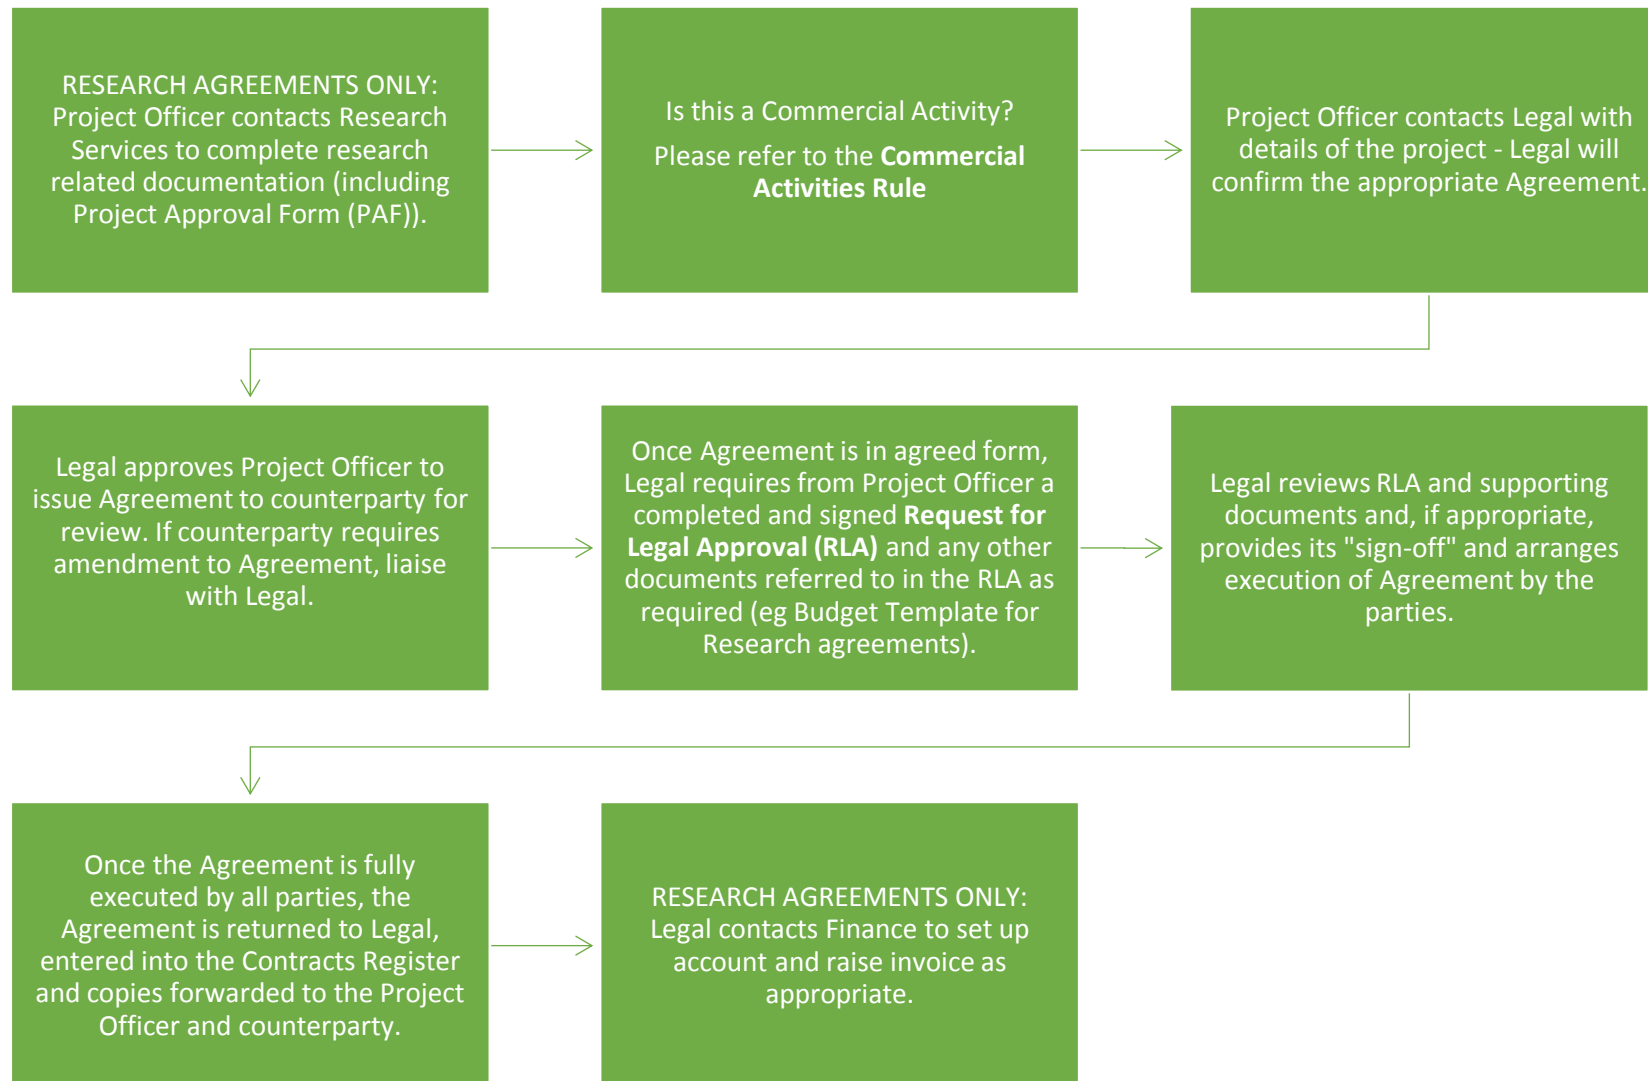 RESEARCH AGREEMENTS ONLY:
Project Officer contacts Research
Services to complete research
related documentation (including
Project Approval Form (PAF)).
Is this a Commercial Activity?
Please refer to the Commercial
Activities Rule
Project Officer contacts Legal with
details of the project - Legal will
confirm the appropriate Agreement.
Legal approves Project Officer to
issue Agreement to counterparty for
review. If counterparty requires
amendment to Agreement, liaise
with Legal.
Once Agreement is in agreed form,
Legal requires from Project Officer a
completed and signed Request for
Legal Approval (RLA) and any other
documents referred to in the RLA as
required (eg Budget Template for
Research agreements).
Legal reviews RLA and supporting
documents and, if appropriate,
provides its "sign-off" and arranges
execution of Agreement by the
parties.
Once the Agreement is fully
executed by all parties, the
Agreement is returned to Legal,
entered into the Contracts Register
and copies forwarded to the Project
Officer and counterparty.
RESEARCH AGREEMENTS ONLY:
Legal contacts Finance to set up
account and raise invoice as
appropriate.